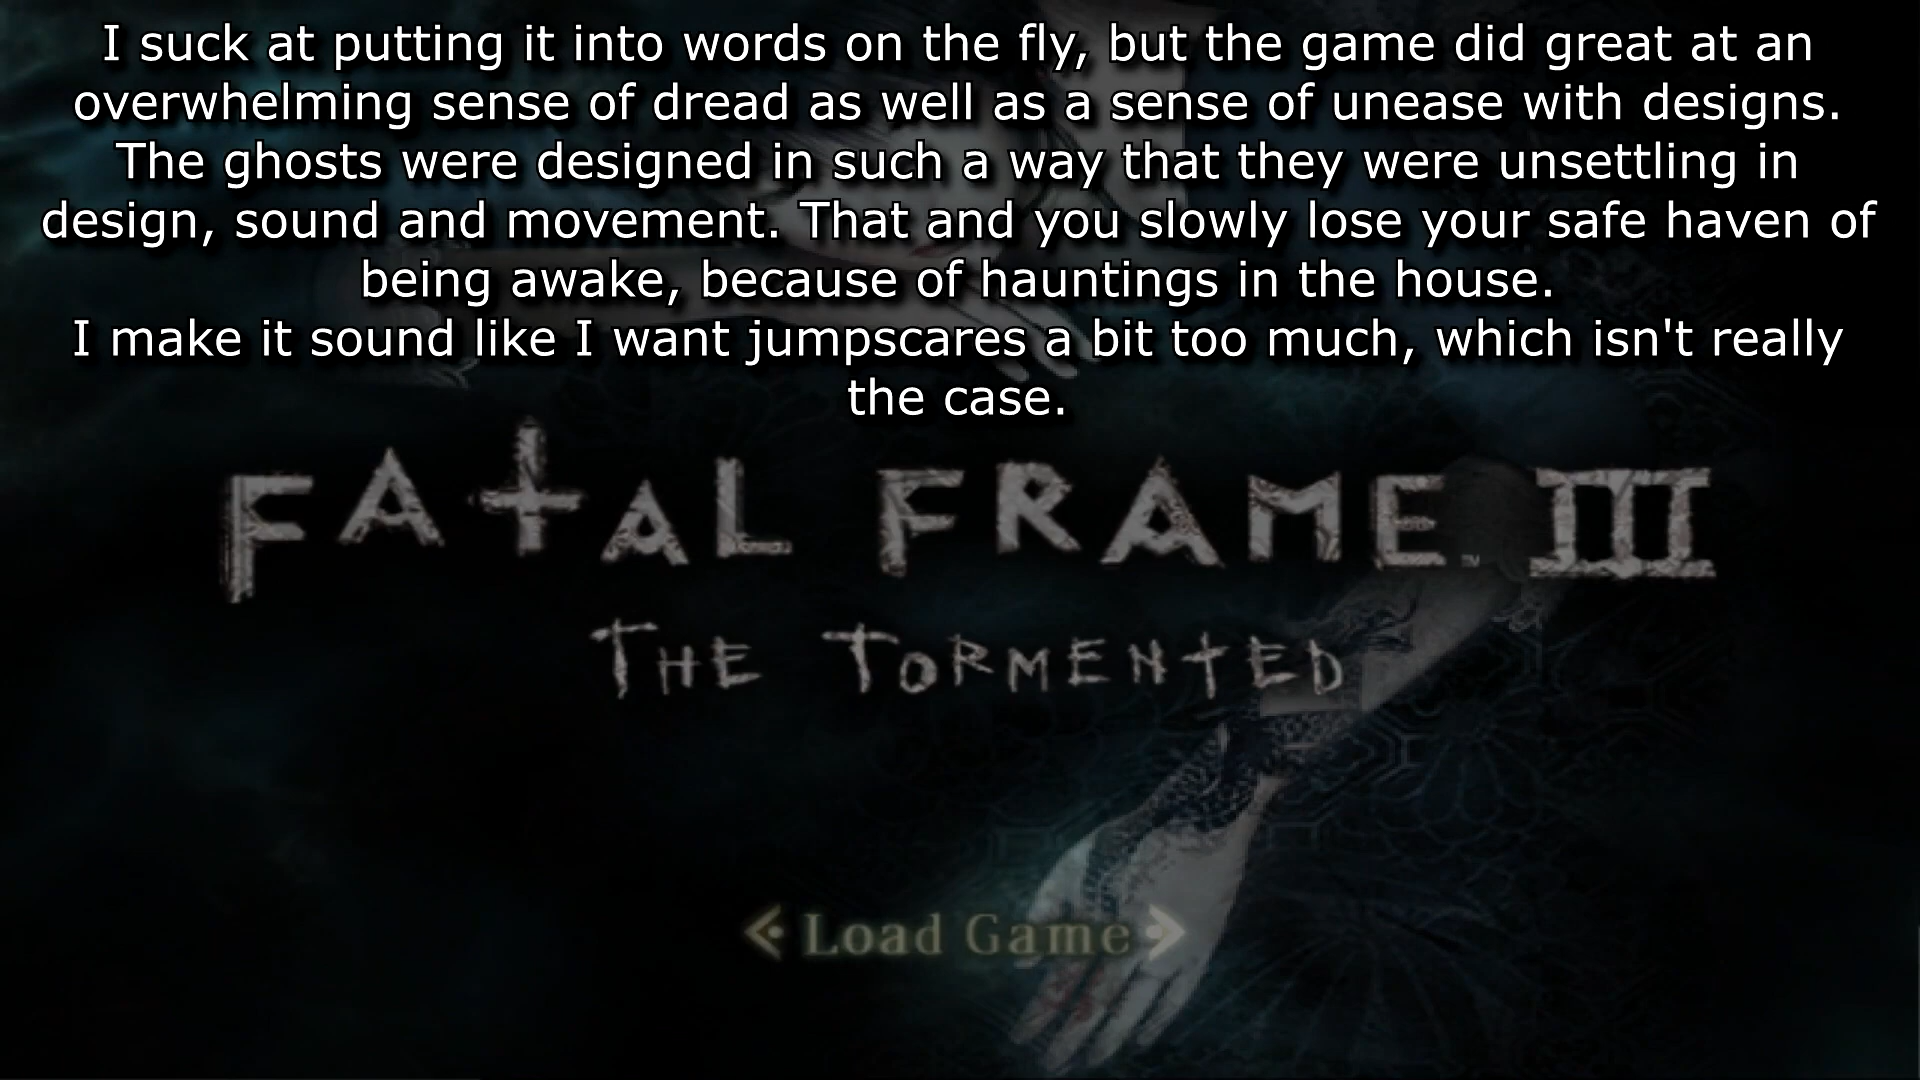 I suck at putting it into words on the fly, but the game did great at an
overwhelming sense of dread as well as a sense of unease with designs.
The ghosts were designed in such a way that they were unsettling in
design, sound and movement. That and you slowly lose your safe haven of
being awake, because of hauntings in the house.
I make it sound like I want jumpscares a bit too much, which isn't really
the case.
FATAL FRAME™ III
THE TORMENTED
Load Game